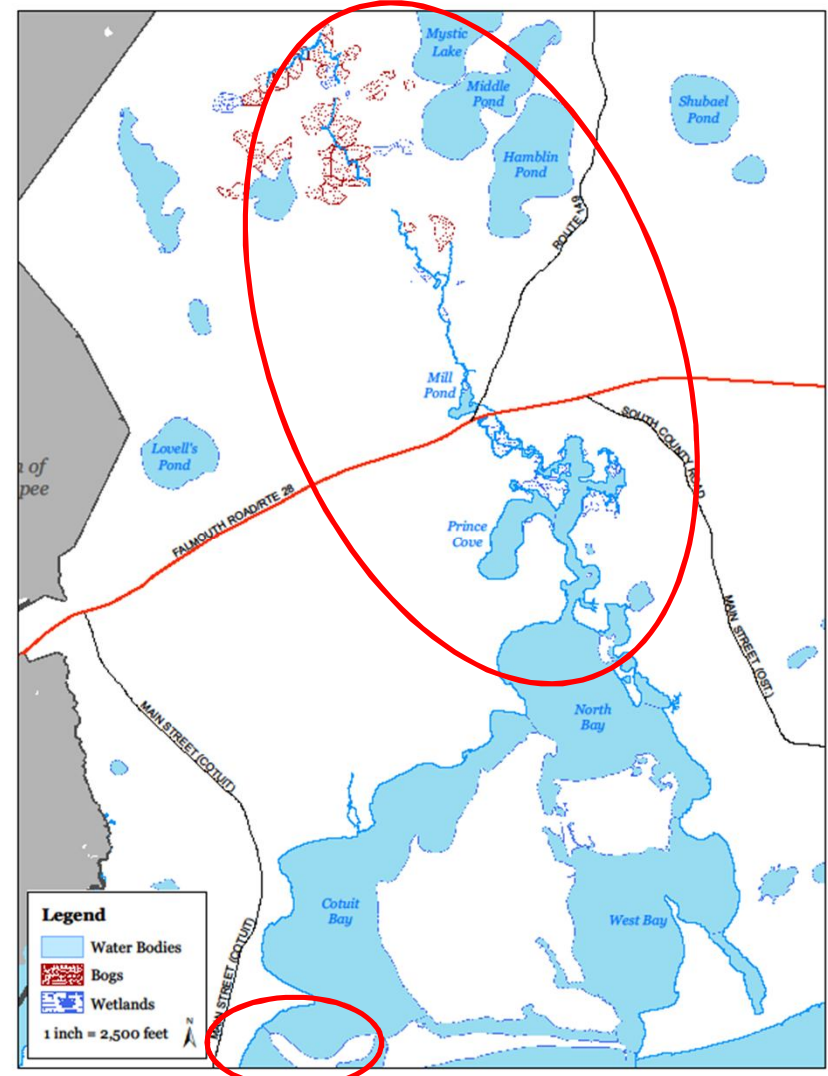 Mystic
Lake
Middle
Pond
Shubael
Pond
Hamblin
Pond
ROUTE 149
Mill
Pond
SOUTH COUNTY ROAD
Lovell's
Pond
n of
pee
FALMOUTH ROAD/RTE 28
Prince
Cove
MAIN STREET (OST.)
North
Bay
MAIN STREET (COTUIT)
Cotuit
Bay
West Bay
MAIN STREET (COTUIT)
Legend
Water Bodies
Bogs
Wetlands
1 inch = 2,500 feet
N